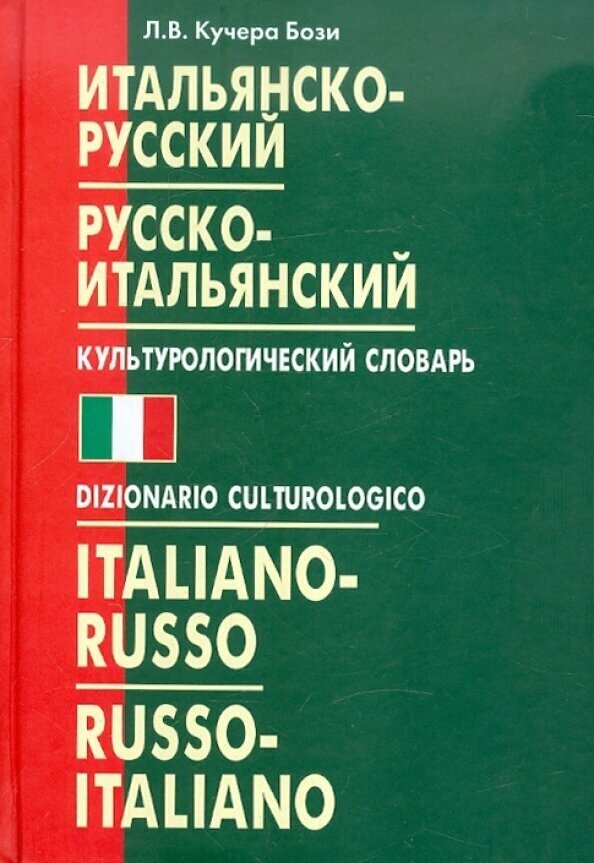 Л.В. Кучера Бози
ИТАЛЬЯНСКО-
РУССКИЙ
РУССКО-
ИТАЛЬЯНСКИЙ
КУЛЬТУРОЛОГИЧЕСКИЙ СЛОВАРЬ
DIZIONARIO CULTUROLOGICO
ITALIANO-
RUSSO
RUSSO-
ITALIANO